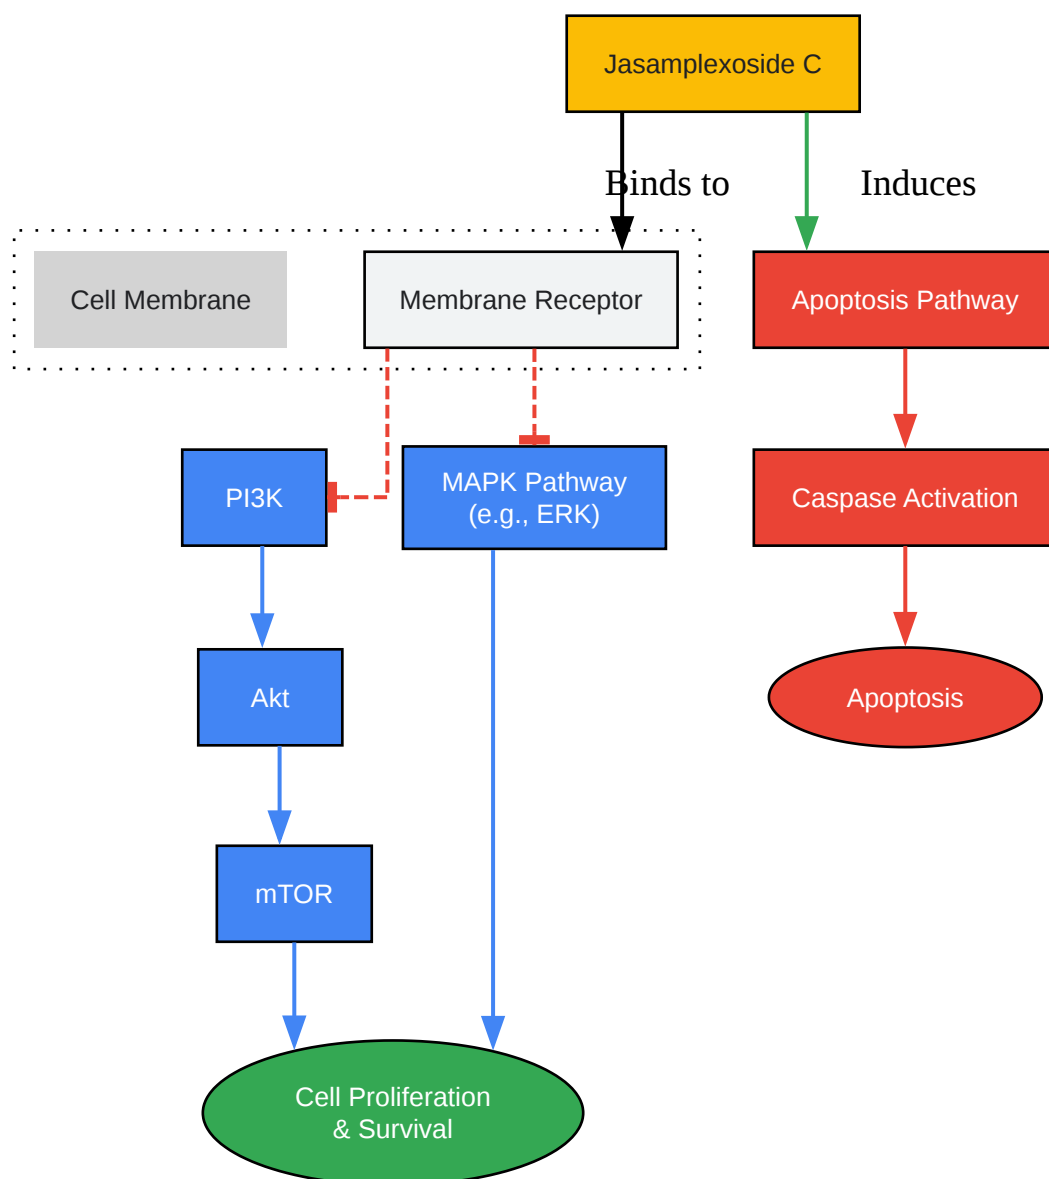 Jasamplexoside C
Binds to
Induces
Cell Membrane
Membrane Receptor
Apoptosis Pathway
PI3K
MAPK Pathway
(e.g., ERK)
Caspase Activation
Akt
Apoptosis
mTOR
Cell Proliferation
& Survival